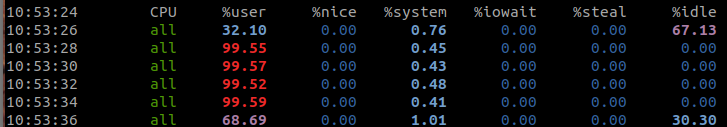 10:53:24 CPU %user %nice %system %iowait %steal %idle
10:53:26 all 32.10 0.00 0.76 0.00 0.00 67.13
10:53:28 all 99.55 0.00 0.45 0.00 0.00 0.00
10:53:30 all 99.57 0.00 0.43 0.00 0.00 0.00
10:53:32 all 99.52 0.00 0.48 0.00 0.00 0.00
10:53:34 all 99.59 0.00 0.41 0.00 0.00 0.00
10:53:36 all 68.69 0.00 1.01 0.00 0.00 30.30